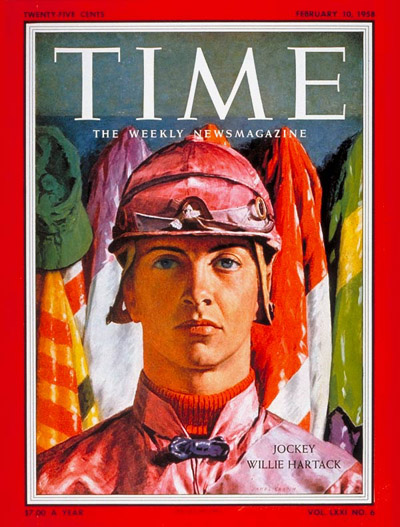 TWENTY-FIVE CENTS
FEBRUARY 10, 1958
TIME
THE WEEKLY NEWSMAGAZINE
JOCKEY
WILLIE HARTACK
$7.00 A YEAR
VOL. LXXI NO. 6